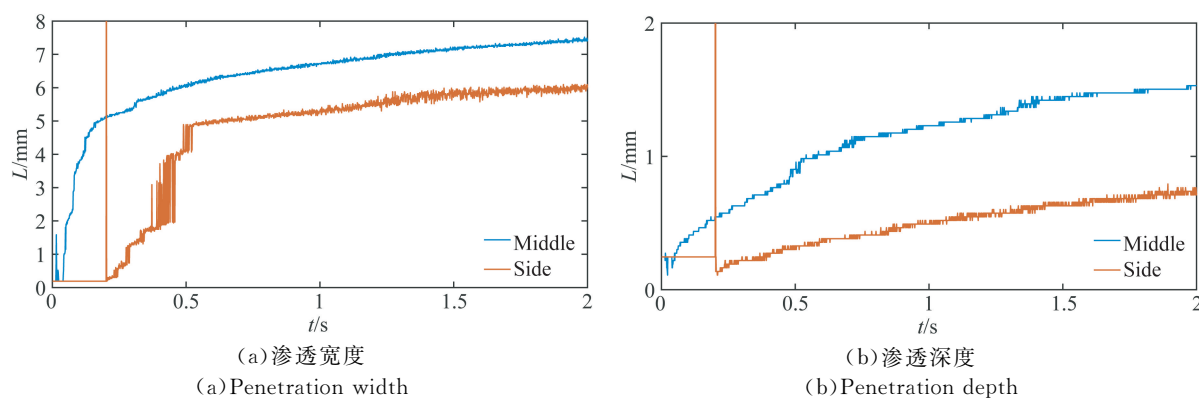 8
7
6
5
4
3
2
1
0
L/mm
0
0.5
1
1.5
2
t/s
Middle
Side
(a)渗透宽度
(a)Penetration width
2
1
0
L/mm
0
0.5
1
1.5
2
t/s
Middle
Side
(b)渗透深度
(b)Penetration depth